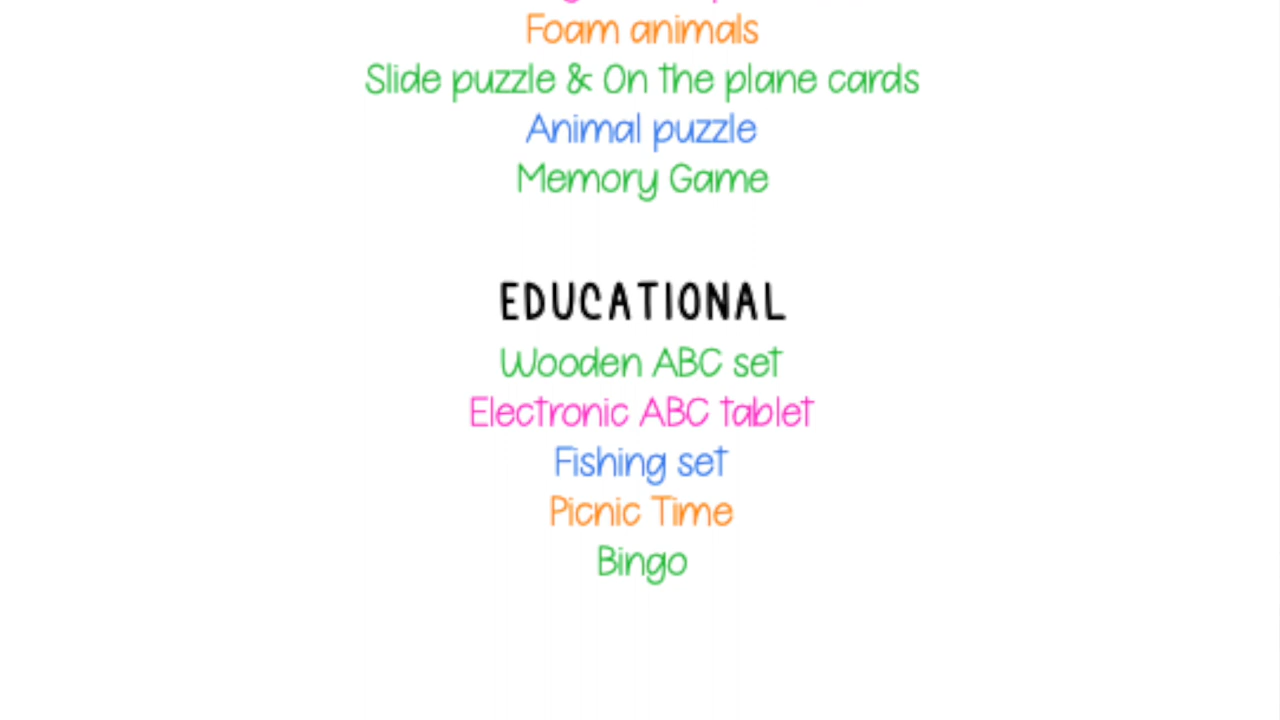 Foam animals
Slide puzzle & On the plane cards
Animal puzzle
Memory Game
EDUCATIONAL
Wooden ABC set
Electronic ABC tablet
Fishing set
Picnic Time
Bingo